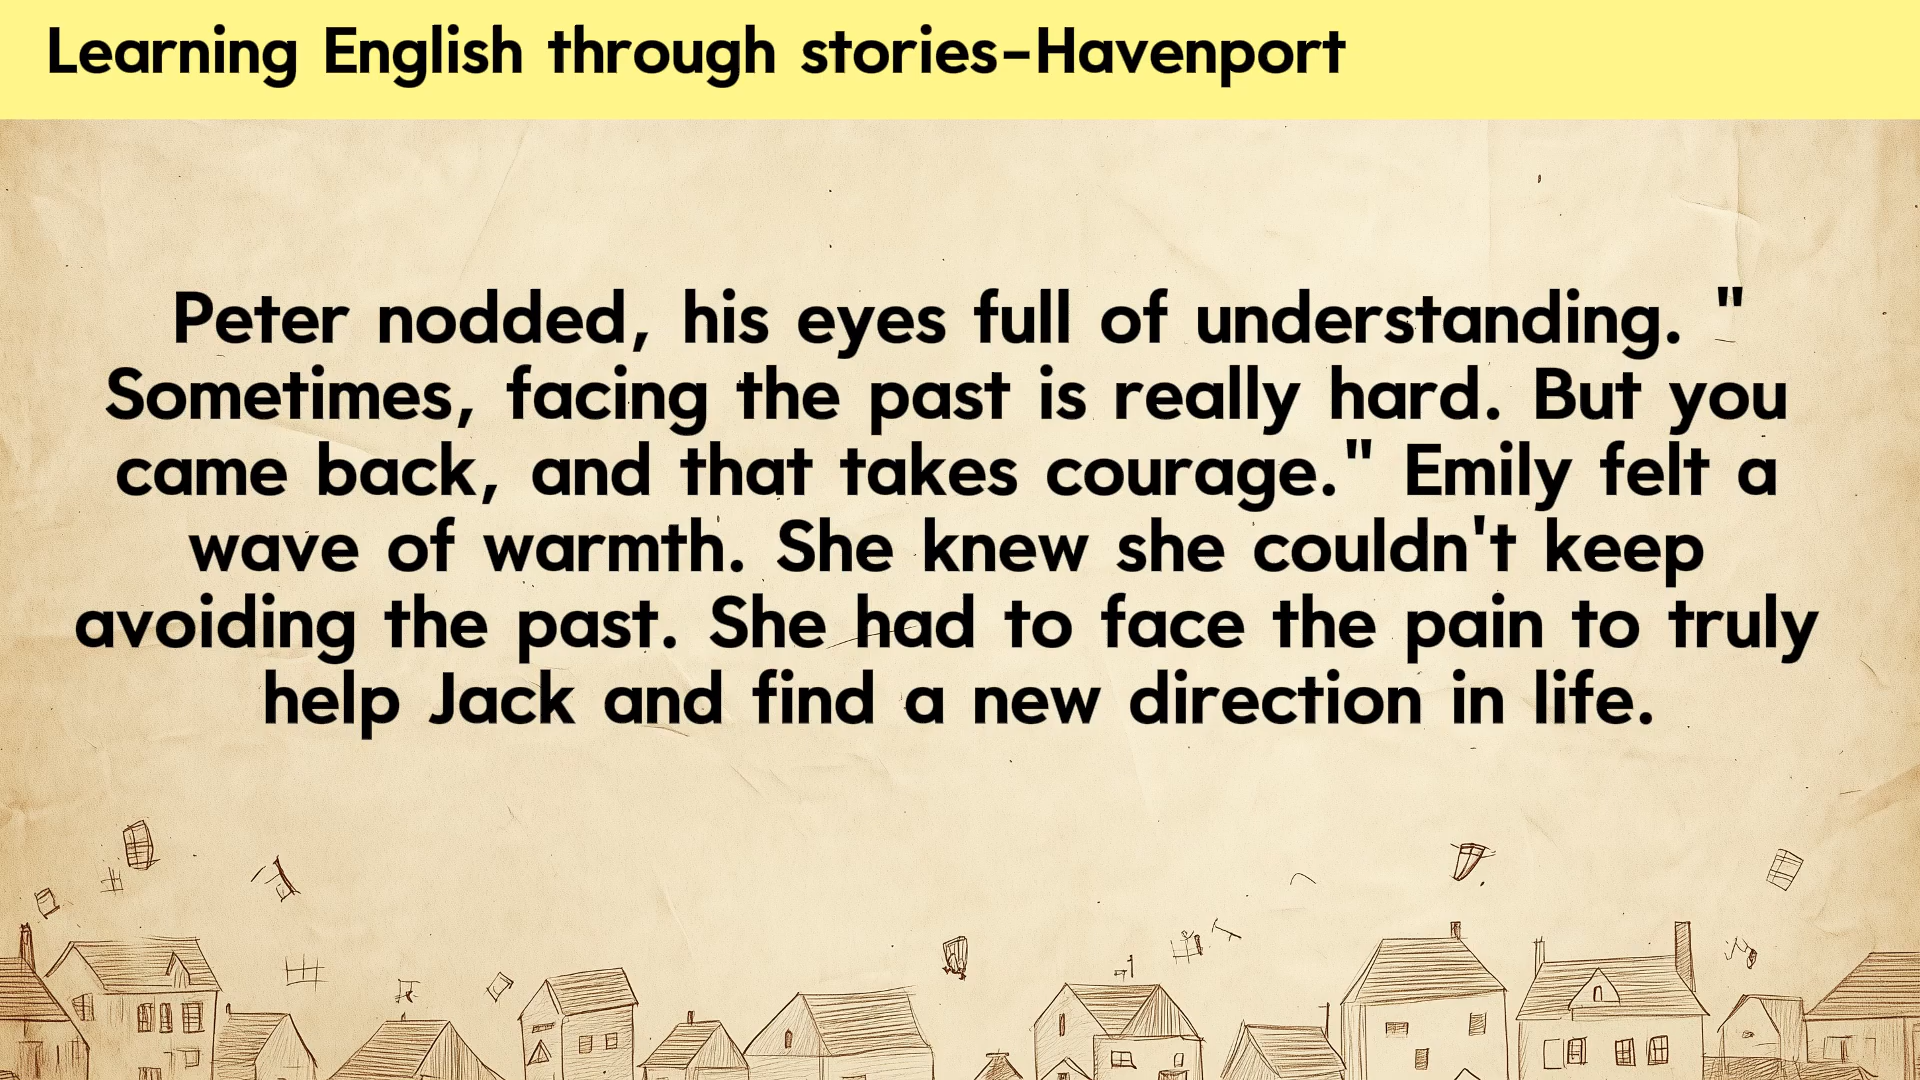 Learning English through stories-Havenport
Peter nodded, his eyes full of understanding. "
Sometimes, facing the past is really hard. But you
came back, and that takes courage." Emily felt a
wave of warmth. She knew she couldn't keep
avoiding the past. She had to face the pain to truly
help Jack and find a new direction in life.